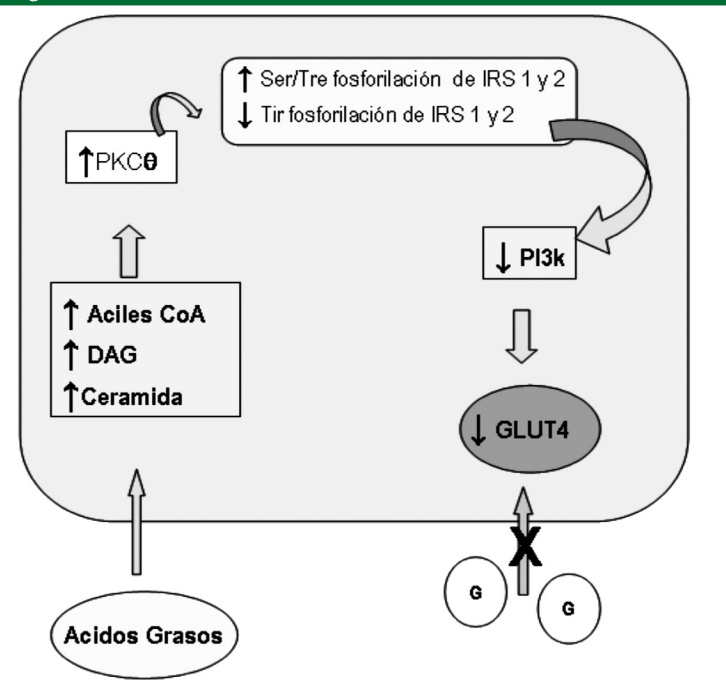 ↑ Ser/Tre fosforilación de IRS 1 y 2
↓ Tir fosforilación de IRS 1 y 2
↑PKCθ
↓ PI3k
↑ Aciles CoA
↑ DAG
↑Ceramida
↓ GLUT4
X
G
G
Acidos Grasos